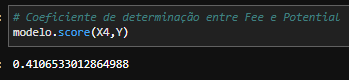 # Coeficiente de determinação entre Fee e Potential
modelo.score(X4,Y)
0.4106533012864988